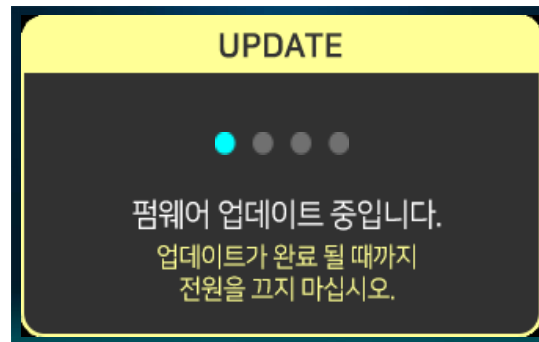 UPDATE
펌웨어 업데이트 중입니다.
업데이트가 완료 될 때까지
전원을 끄지 마십시오.